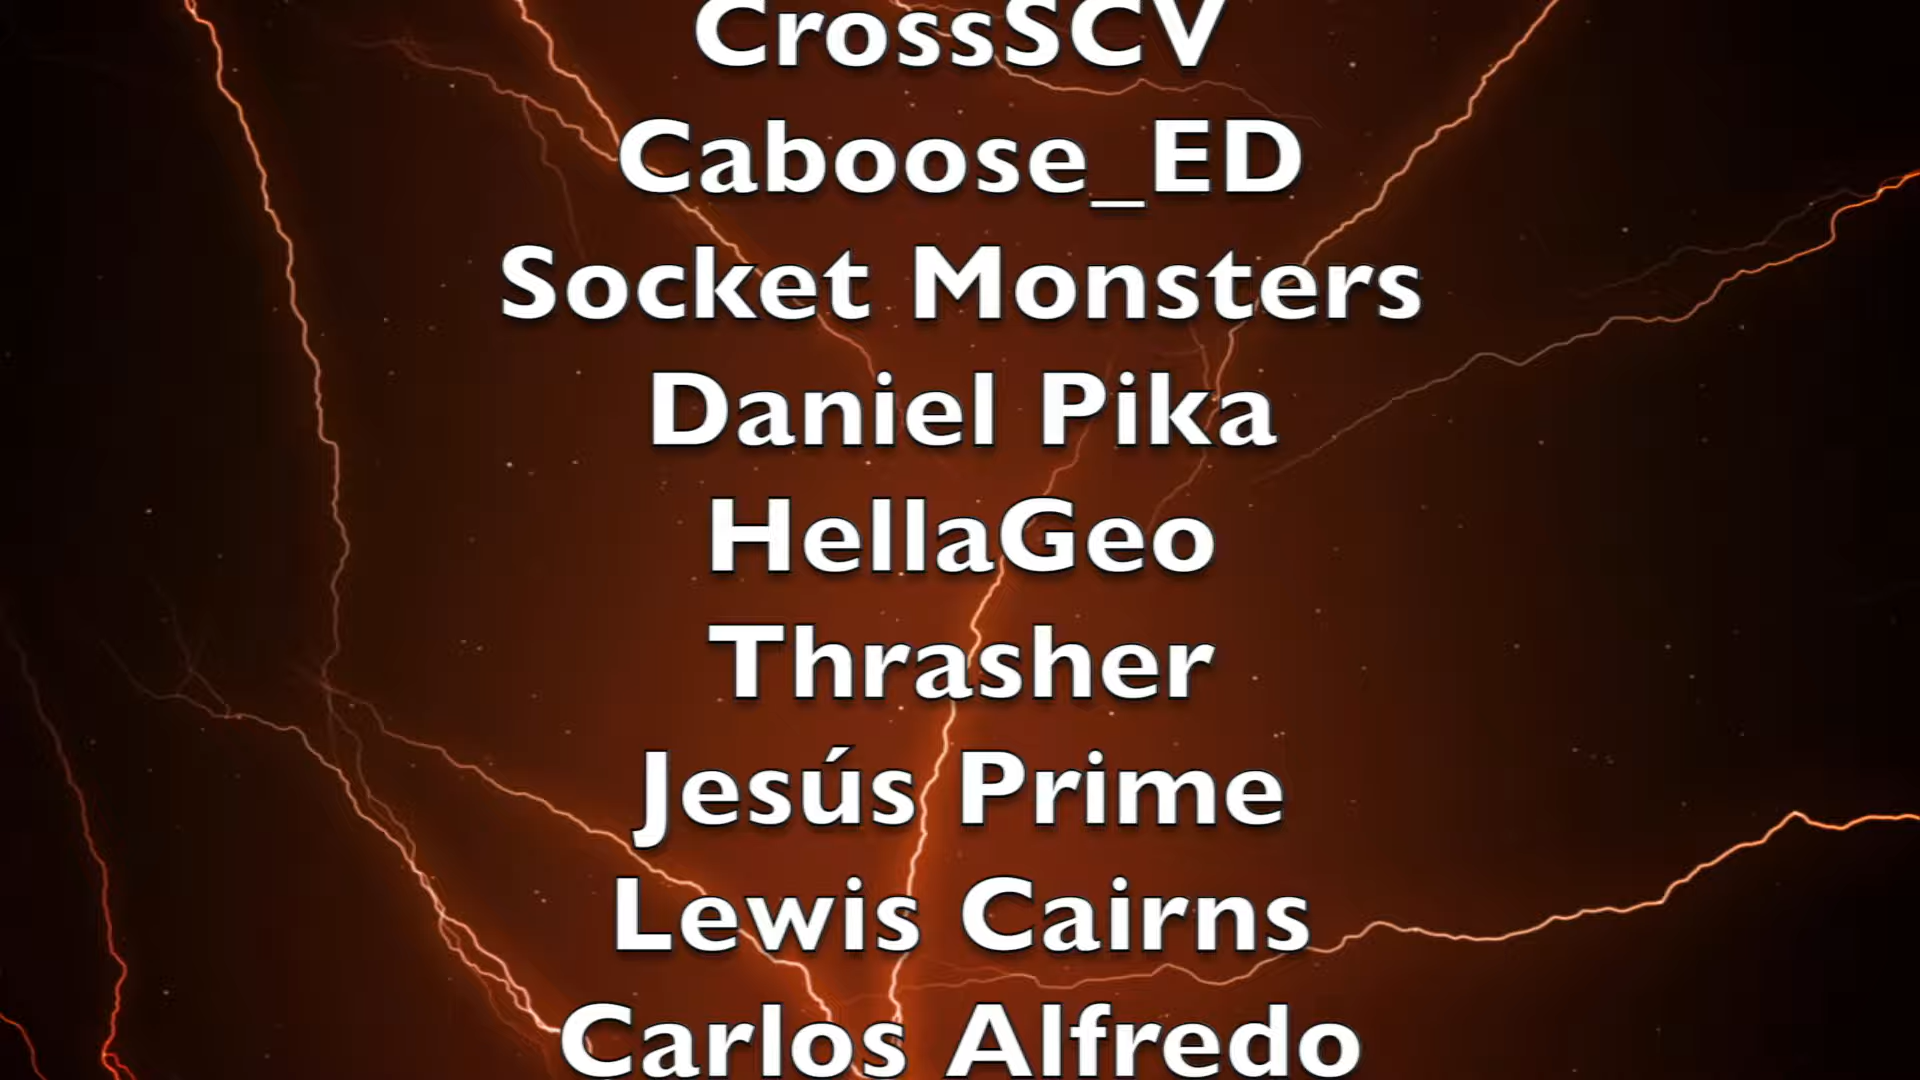 CrossSCV
Caboose_ED
Socket Monsters
Daniel Pika
HellaGeo
Thrasher
Jesús Prime
Lewis Cairns
Carlos Alfredo